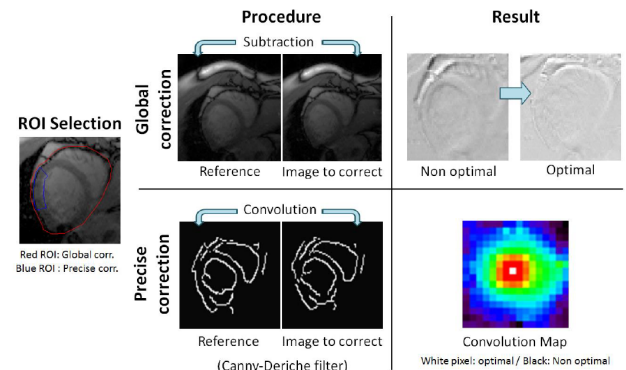 Procedure
Result
Subtraction
Global
correction
ROI Selection
Reference
Image to correct
Non optimal
Optimal
Red ROI: Global corr.
Blue ROI : Precise corr.
Convolution
Precise
correction
Reference
Image to correct
(Canny-Deriche filter)
Convolution Map
White pixel: optimal / Black: Non optimal